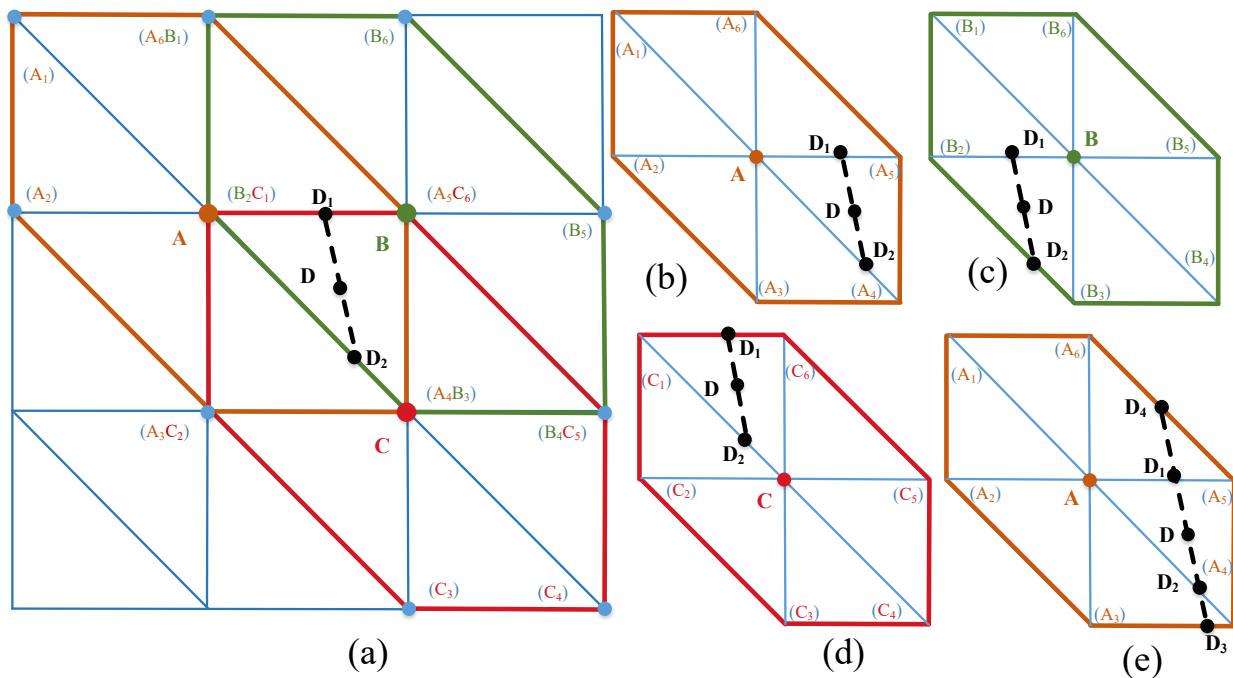 (A₆B₁)
(B₆)
(A₁)
(A₂)
(B₂C₁)
D₁
(A₅C₆)
A
B
(B₅)
D
D₂
(A₄B₃)
(A₃C₂)
C
(B₄C₅)
(C₃)
(C₄)
(a)
(A₆)
(A₁)
D₁
(A₂)
A
(A₅)
D
D₂
(A₃)
(A₄)
(b)
(B₁)
(B₆)
D₁
B
(B₂)
(B₅)
D
D₂
(B₄)
(B₃)
(c)
D₁
(C₁)
(C₆)
D
D₂
(C₂)
C
(C₅)
(C₃)
(C₄)
(d)
(A₁)
(A₆)
D₄
D₁
(A₂)
A
(A₅)
D
(A₄)
D₂
(A₃)
D₃
(e)